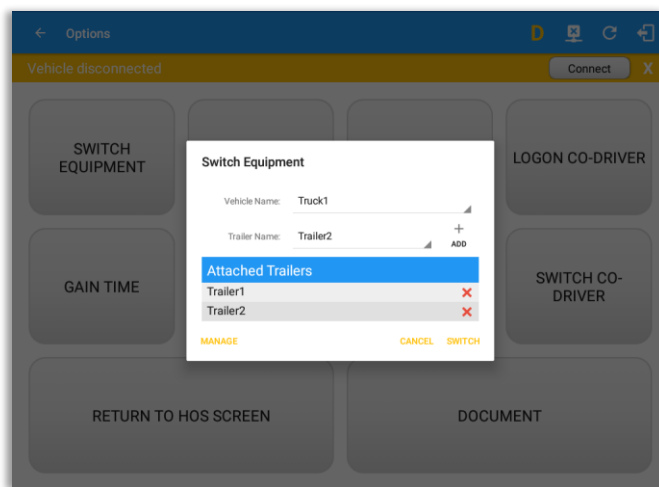 Options
D
Vehicle disconnected
Connect
X
SWITCH
EQUIPMENT
LOGON CO-DRIVER
Switch Equipment
Vehicle Name:
Truck1
Trailer Name:
Trailer2
+
ADD
Attached Trailers
Trailer1
Trailer2
MANAGE
CANCEL
SWITCH
GAIN TIME
SWITCH CO-
DRIVER
RETURN TO HOS SCREEN
DOCUMENT